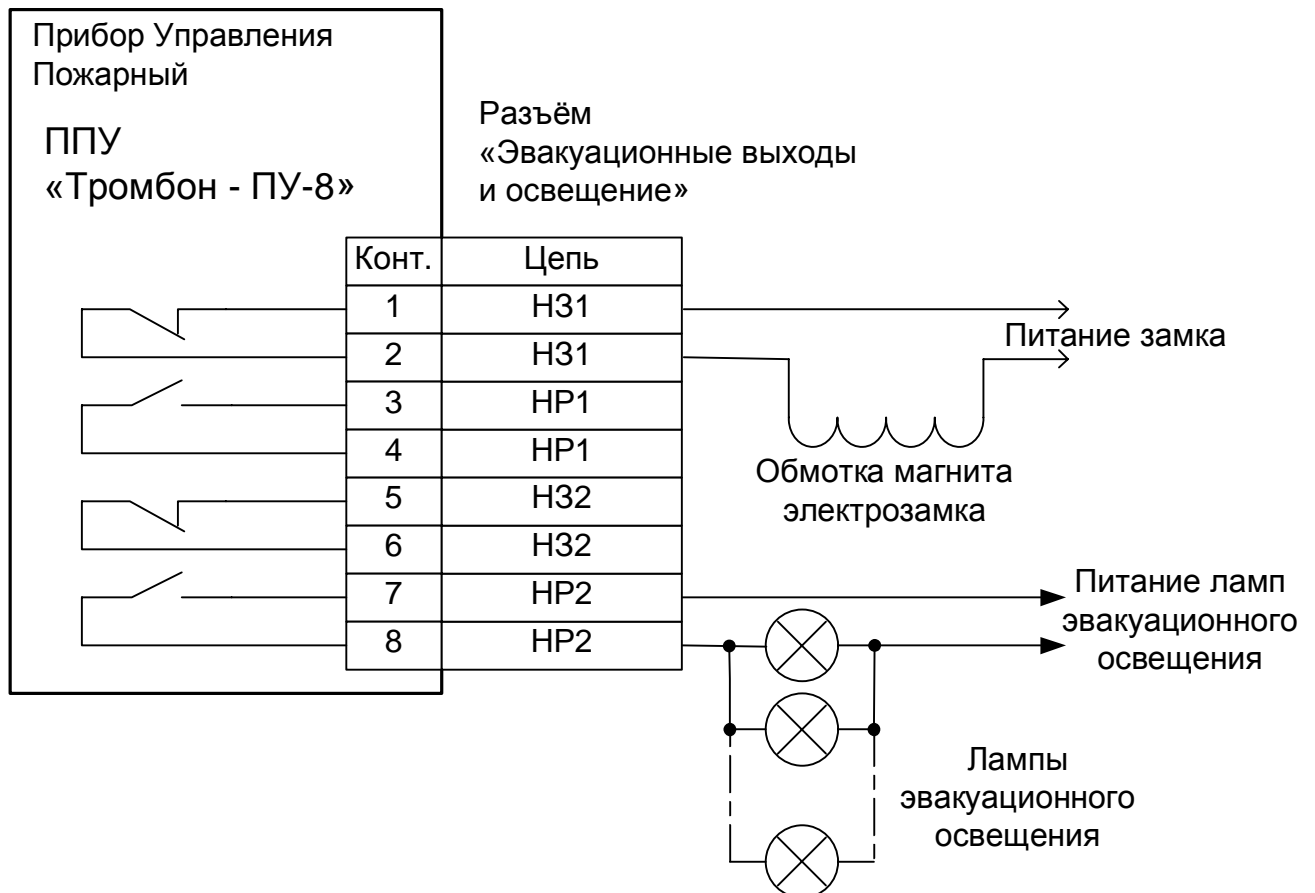 Прибор Управления
Пожарный
ППУ
«Тромбон - ПУ-8»
Разъём
«Эвакуационные выходы
и освещение»
Конт. Цепь
1 НЗ1
2 НЗ1
3 НР1
4 НР1
5 НЗ2
6 НЗ2
7 НР2
8 НР2
Питание замка
Обмотка магнита
электрозамка
Питание ламп
эвакуационного
освещения
Лампы
эвакуационного
освещения